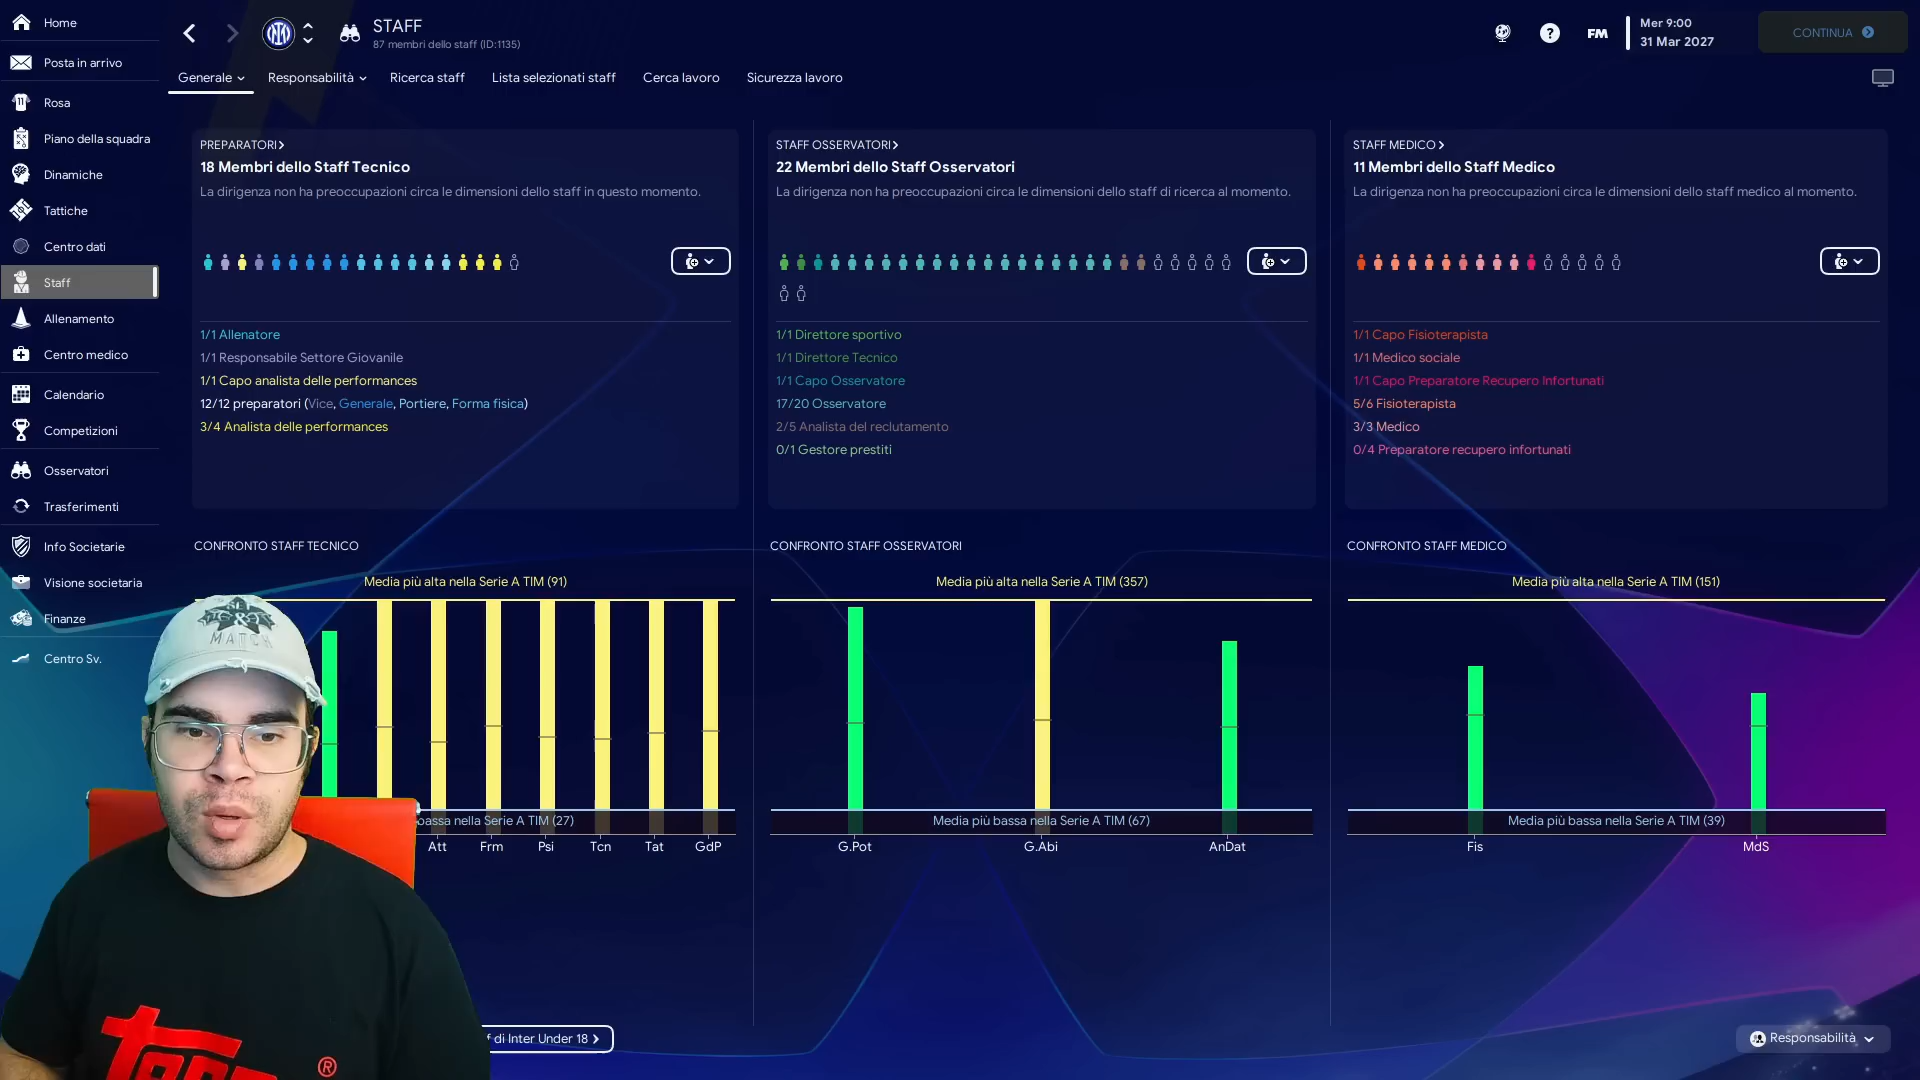 Home
Posta in arrivo
Rosa
Piano della squadra
Dinamiche
Tattiche
Centro dati
Staff
Allenamento
Centro medico
Calendario
Competizioni
Osservatori
Trasferimenti
Info Societarie
Visione societaria
Finanze
Centro Sv.
STAFF
87 membri dello staff (ID:1135)
FM
Mer 9:00
31 Mar 2027
CONTINUA
Generale
Responsabilità
Ricerca staff
Lista selezionati staff
Cerca lavoro
Sicurezza lavoro
PREPARATORI
18 Membri dello Staff Tecnico
La dirigenza non ha preoccupazioni circa le dimensioni dello staff in questo momento.
1/1 Allenatore
1/1 Responsabile Settore Giovanile
1/1 Capo analista delle performances
12/12 preparatori (Vice, Generale, Portiere, Forma fisica)
3/4 Analista delle performances
STAFF OSSERVATORI
22 Membri dello Staff Osservatori
La dirigenza non ha preoccupazioni circa le dimensioni dello staff di ricerca al momento.
1/1 Direttore sportivo
1/1 Direttore Tecnico
1/1 Capo Osservatore
17/20 Osservatore
2/5 Analista del reclutamento
0/1 Gestore prestiti
STAFF MEDICO
11 Membri dello Staff Medico
La dirigenza non ha preoccupazioni circa le dimensioni dello staff medico al momento.
1/1 Capo Fisioterapista
1/1 Medico sociale
1/1 Capo Preparatore Recupero Infortunati
5/6 Fisioterapista
3/3 Medico
0/4 Preparatore recupero infortunati
CONFRONTO STAFF TECNICO
Media più alta nella Serie A TIM (91)
bassa nella Serie A TIM (27)
Att
Frm
Psi
Tcn
Tat
GdP
CONFRONTO STAFF OSSERVATORI
Media più alta nella Serie A TIM (357)
Media più bassa nella Serie A TIM (67)
G.Pot
G.Abi
AnDat
CONFRONTO STAFF MEDICO
Media più alta nella Serie A TIM (151)
Media più bassa nella Serie A TIM (39)
Fis
MdS
di Inter Under 18
Responsabilità
SET
&
MATCH